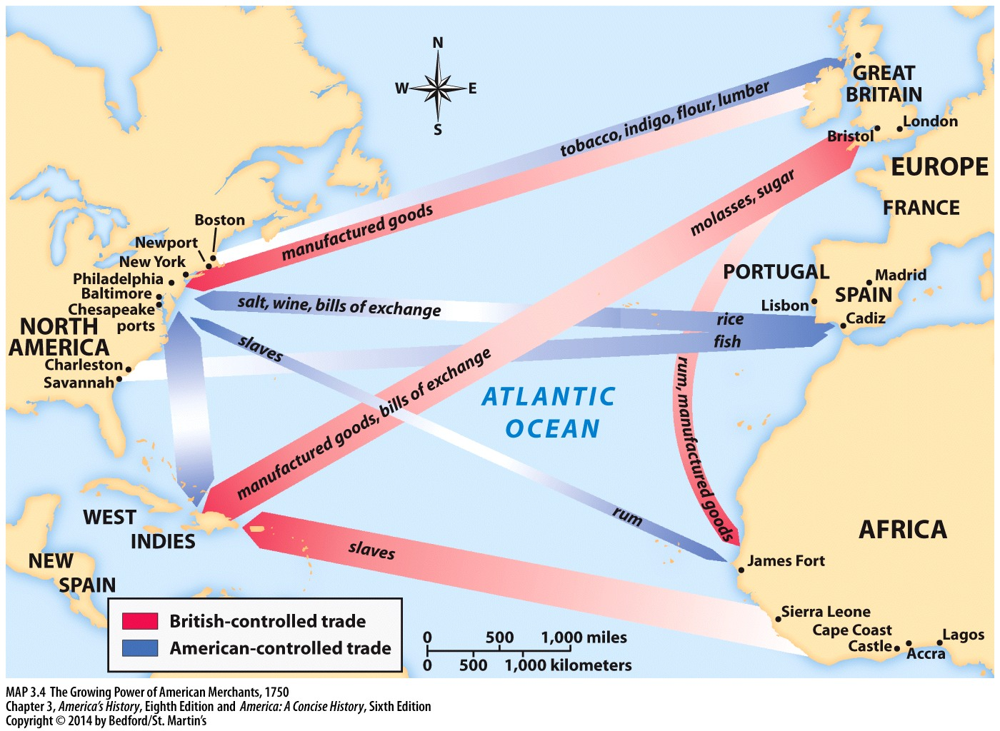 N
W E
S
GREAT
BRITAIN
London
Bristol
EUROPE
FRANCE
tobacco, indigo, flour, lumber
manufactured goods
molasses, sugar
Boston
Newport
New York
Philadelphia
Baltimore
Chesapeake
ports
NORTH
AMERICA
Charleston
Savannah
PORTUGAL
Madrid
SPAIN
Lisbon
Cadiz
salt, wine, bills of exchange
rice
fish
slaves
manufactured goods, bills of exchange
rum, manufactured goods
ATLANTIC
OCEAN
rum
WEST
INDIES
slaves
NEW
SPAIN
AFRICA
James Fort
Sierra Leone
Cape Coast
Castle
Accra
Lagos
British-controlled trade
American-controlled trade
0 500 1,000 miles
0 500 1,000 kilometers
MAP 3.4 The Growing Power of American Merchants, 1750
Chapter 3, America's History, Eighth Edition and America: A Concise History, Sixth Edition
Copyright © 2014 by Bedford/St. Martin's